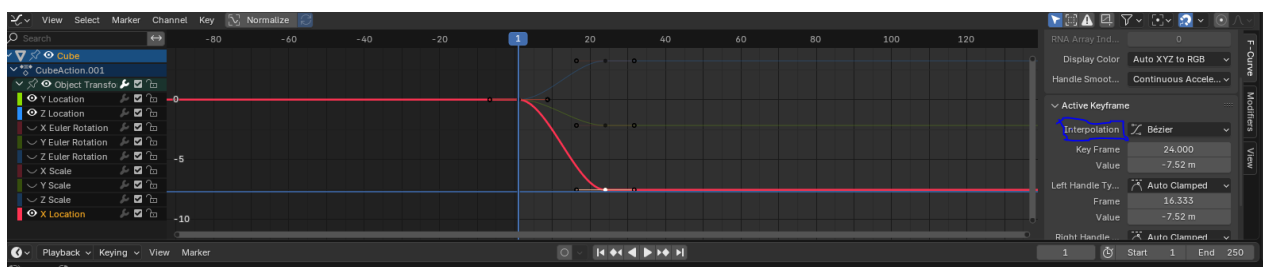 View Select Marker Channel Key Normalize
Search
-80 -60 -40 -20 1 20 40 60 80 100 120
Cube
CubeAction.001
Object Transfo
Y Location
Z Location
X Euler Rotation
Y Euler Rotation
Z Euler Rotation
X Scale
Y Scale
Z Scale
X Location
0
-5
-10
RNA Array Ind... 0
Display Color Auto XYZ to RGB
Handle Smoot... Continuous Accele...
Active Keyframe
Interpolation Bézier
Key Frame 24.000
Value -7.52 m
Left Handle Ty... Auto Clamped
Frame 16.333
Value -7.52 m
Right Handle... Auto Clamped
F-Curve
Modifiers
View
Playback Keying View Marker
1 Start 1 End 250